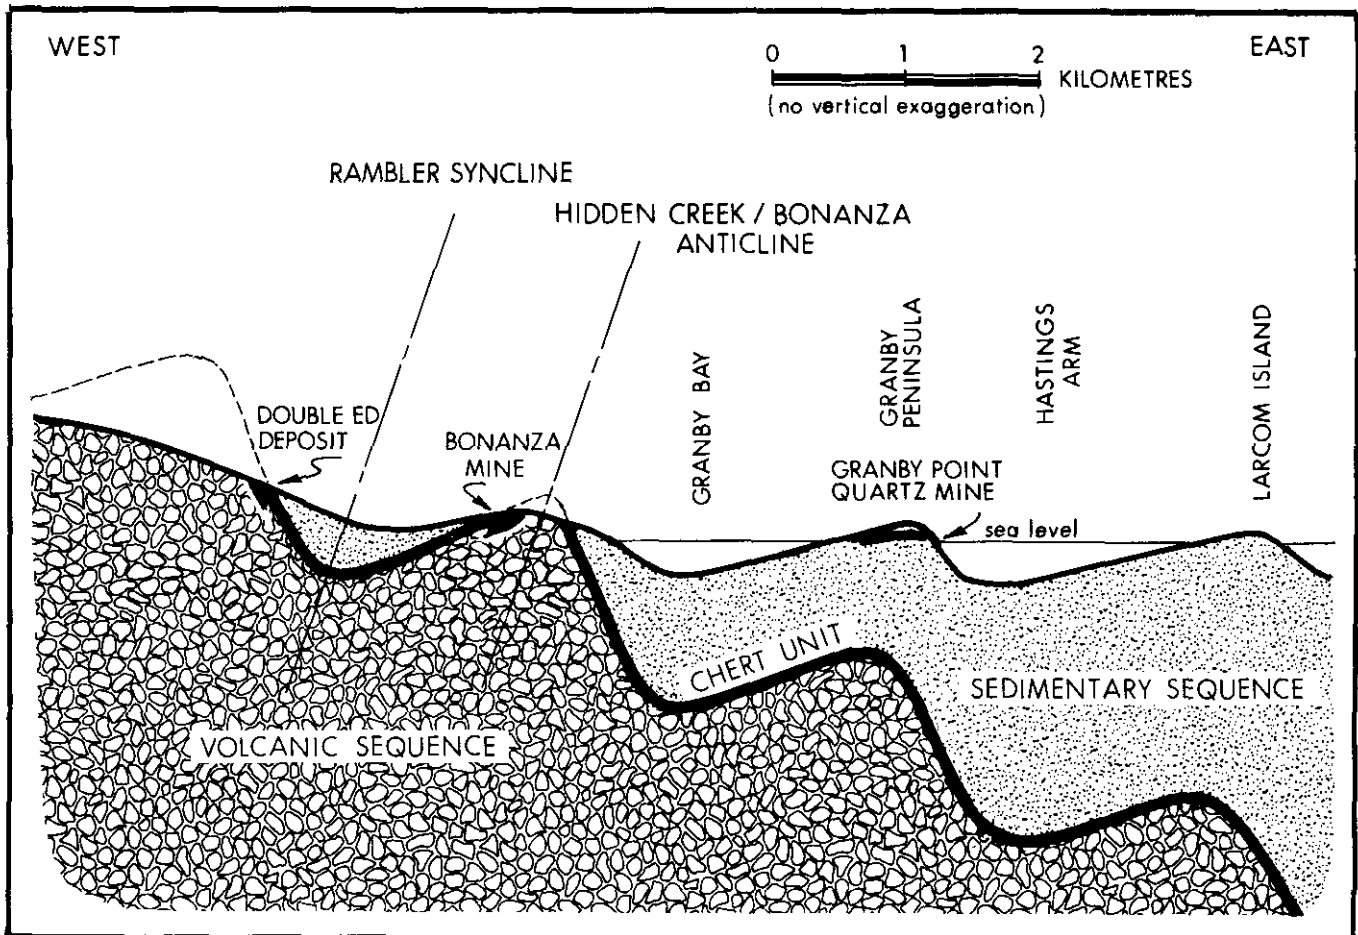 WEST
EAST
0 1 2
KILOMETRES
(no vertical exaggeration)
RAMBLER SYNCLINE
HIDDEN CREEK / BONANZA
ANTICLINE
GRANBY BAY
GRANBY
PENINSULA
HASTINGS
ARM
LARCOM ISLAND
DOUBLE ED
DEPOSIT
BONANZA
MINE
GRANBY POINT
QUARTZ MINE
sea level
CHERT UNIT
SEDIMENTARY SEQUENCE
VOLCANIC SEQUENCE